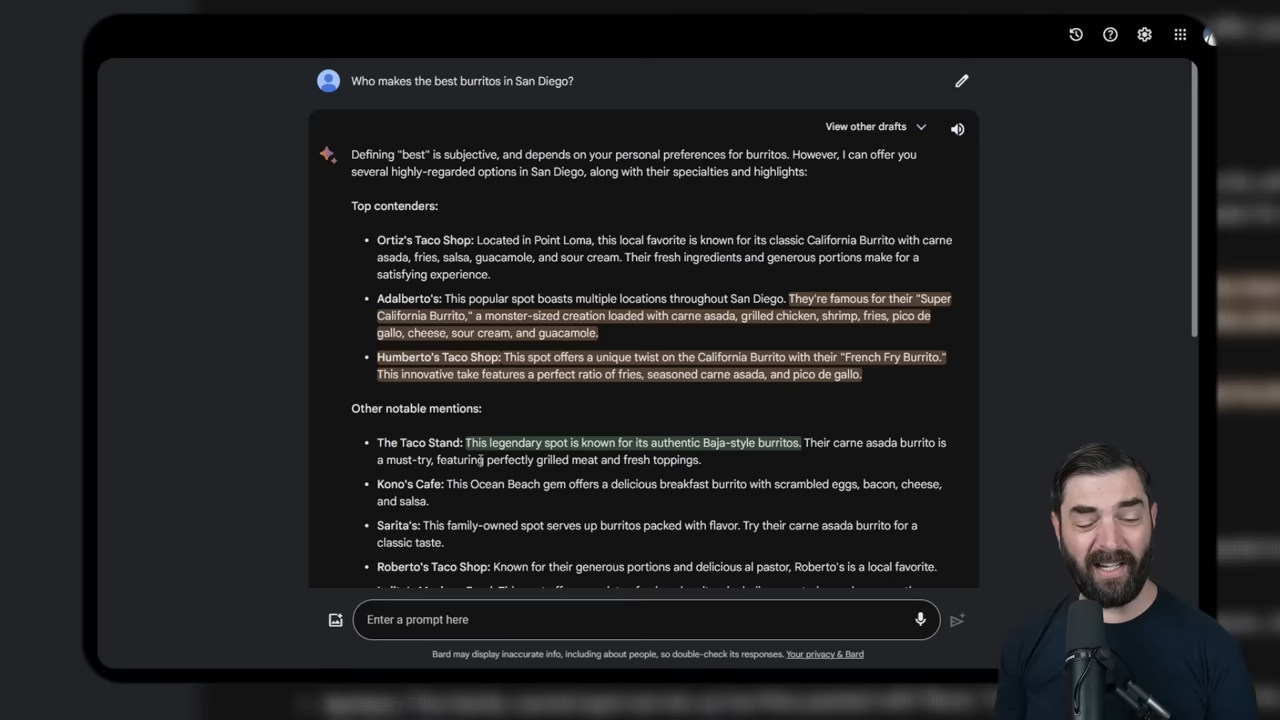 Who makes the best burritos in San Diego?
View other drafts
Defining "best" is subjective, and depends on your personal preferences for burritos. However, I can offer you
several highly-regarded options in San Diego, along with their specialties and highlights:
Top contenders:
• Ortiz's Taco Shop: Located in Point Loma, this local favorite is known for its classic California Burrito with carne
asada, fries, salsa, guacamole, and sour cream. Their fresh ingredients and generous portions make for a
satisfying experience.
• Adalberto's: This popular spot boasts multiple locations throughout San Diego. They're famous for their "Super
California Burrito," a monster-sized creation loaded with carne asada, grilled chicken, shrimp, fries, pico de
gallo, cheese, sour cream, and guacamole.
• Humberto's Taco Shop: This spot offers a unique twist on the California Burrito with their "French Fry Burrito."
This innovative take features a perfect ratio of fries, seasoned carne asada, and pico de gallo.
Other notable mentions:
• The Taco Stand: This legendary spot is known for its authentic Baja-style burritos. Their carne asada burrito is
a must-try, featuring perfectly grilled meat and fresh toppings.
• Kono's Cafe: This Ocean Beach gem offers a delicious breakfast burrito with scrambled eggs, bacon, cheese,
and salsa.
• Sarita's: This family-owned spot serves up burritos packed with flavor. Try their carne asada burrito for a
classic taste.
• Roberto's Taco Shop: Known for their generous portions and delicious al pastor, Roberto's is a local favorite.
Enter a prompt here
Bard may display inaccurate info, including about people, so double-check its responses. Your privacy & Bard